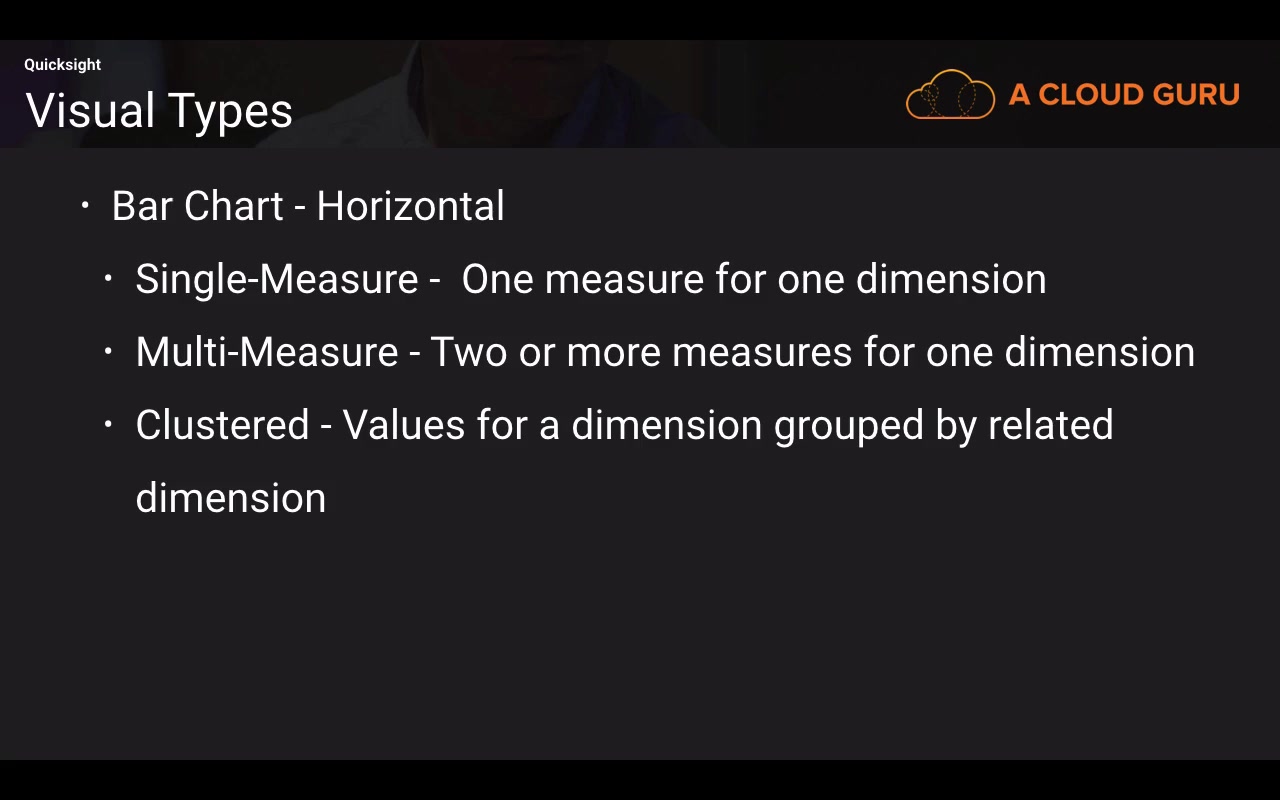 Quicksight
Visual Types
A CLOUD GURU
• Bar Chart - Horizontal
• Single-Measure -  One measure for one dimension
• Multi-Measure - Two or more measures for one dimension
• Clustered - Values for a dimension grouped by related
dimension